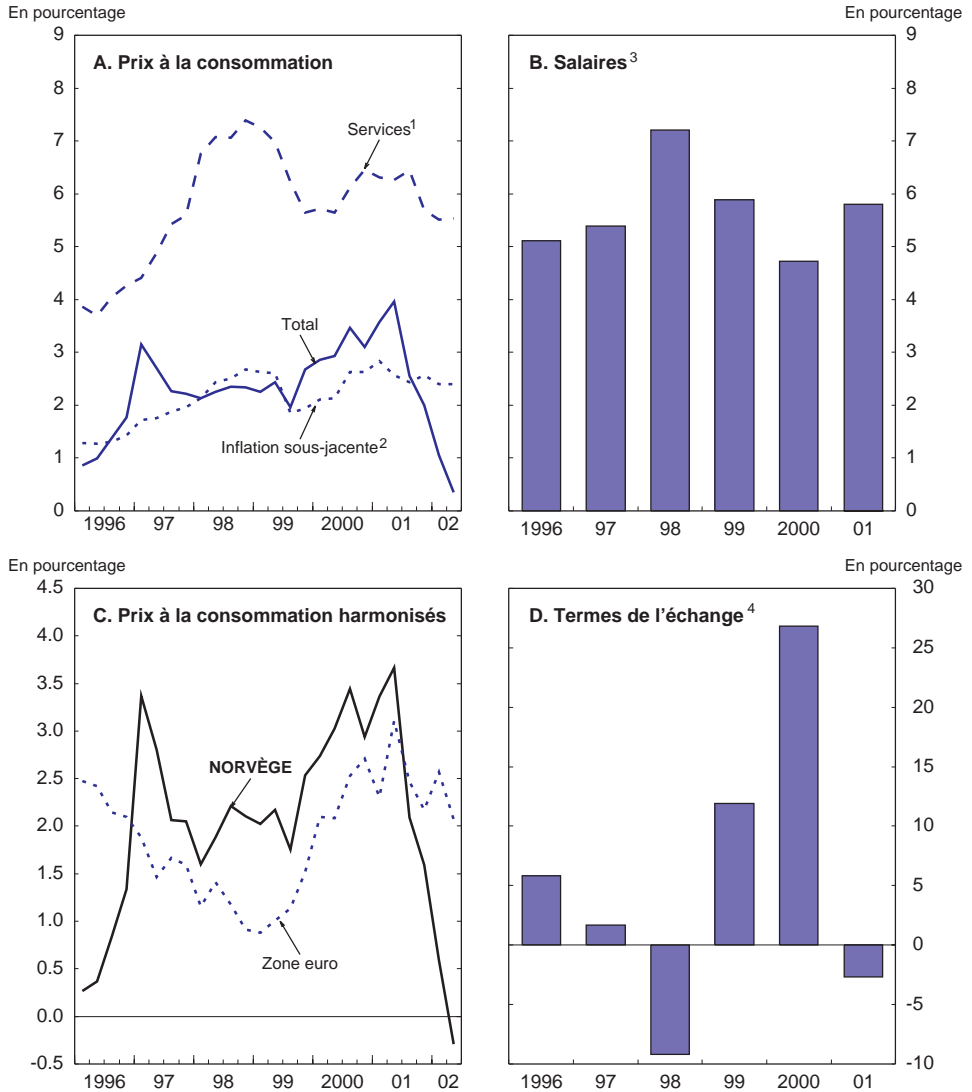 En pourcentage
En pourcentage
A. Prix à la consommation
9
8
7
6
5
4
3
2
1
0
Services1
Total
Inflation sous-jacente2
1996 97 98 99 2000 01 02
B. Salaires3
9
8
7
6
5
4
3
2
1
0
1996 97 98 99 2000 01
En pourcentage
En pourcentage
C. Prix à la consommation harmonisés
4.5
4.0
3.5
3.0
2.5
2.0
1.5
1.0
0.5
0.0
-0.5
NORVÈGE
Zone euro
1996 97 98 99 2000 01 02
D. Termes de l'échange4
30
25
20
15
10
5
0
-5
-10
1996 97 98 99 2000 01